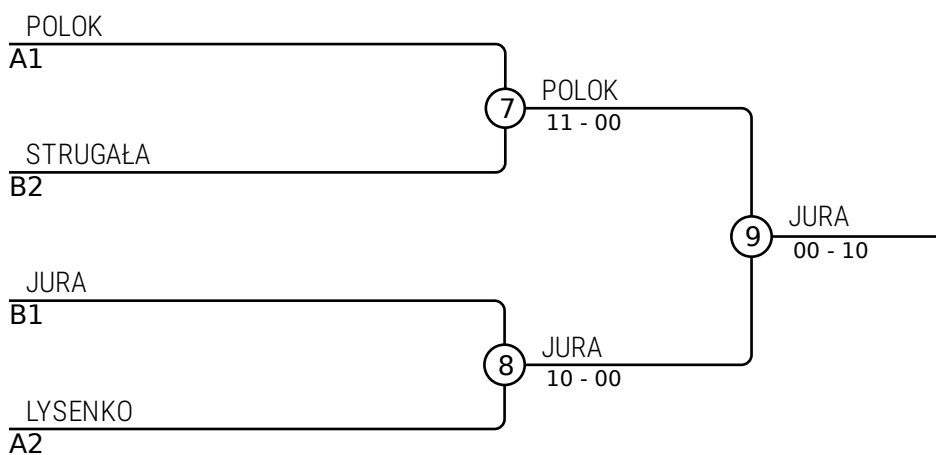 POLOK
A1
7
POLOK
11 - 00
STRUGAŁA
B2
9
JURA
00 - 10
JURA
B1
8
JURA
10 - 00
LYSENKO
A2